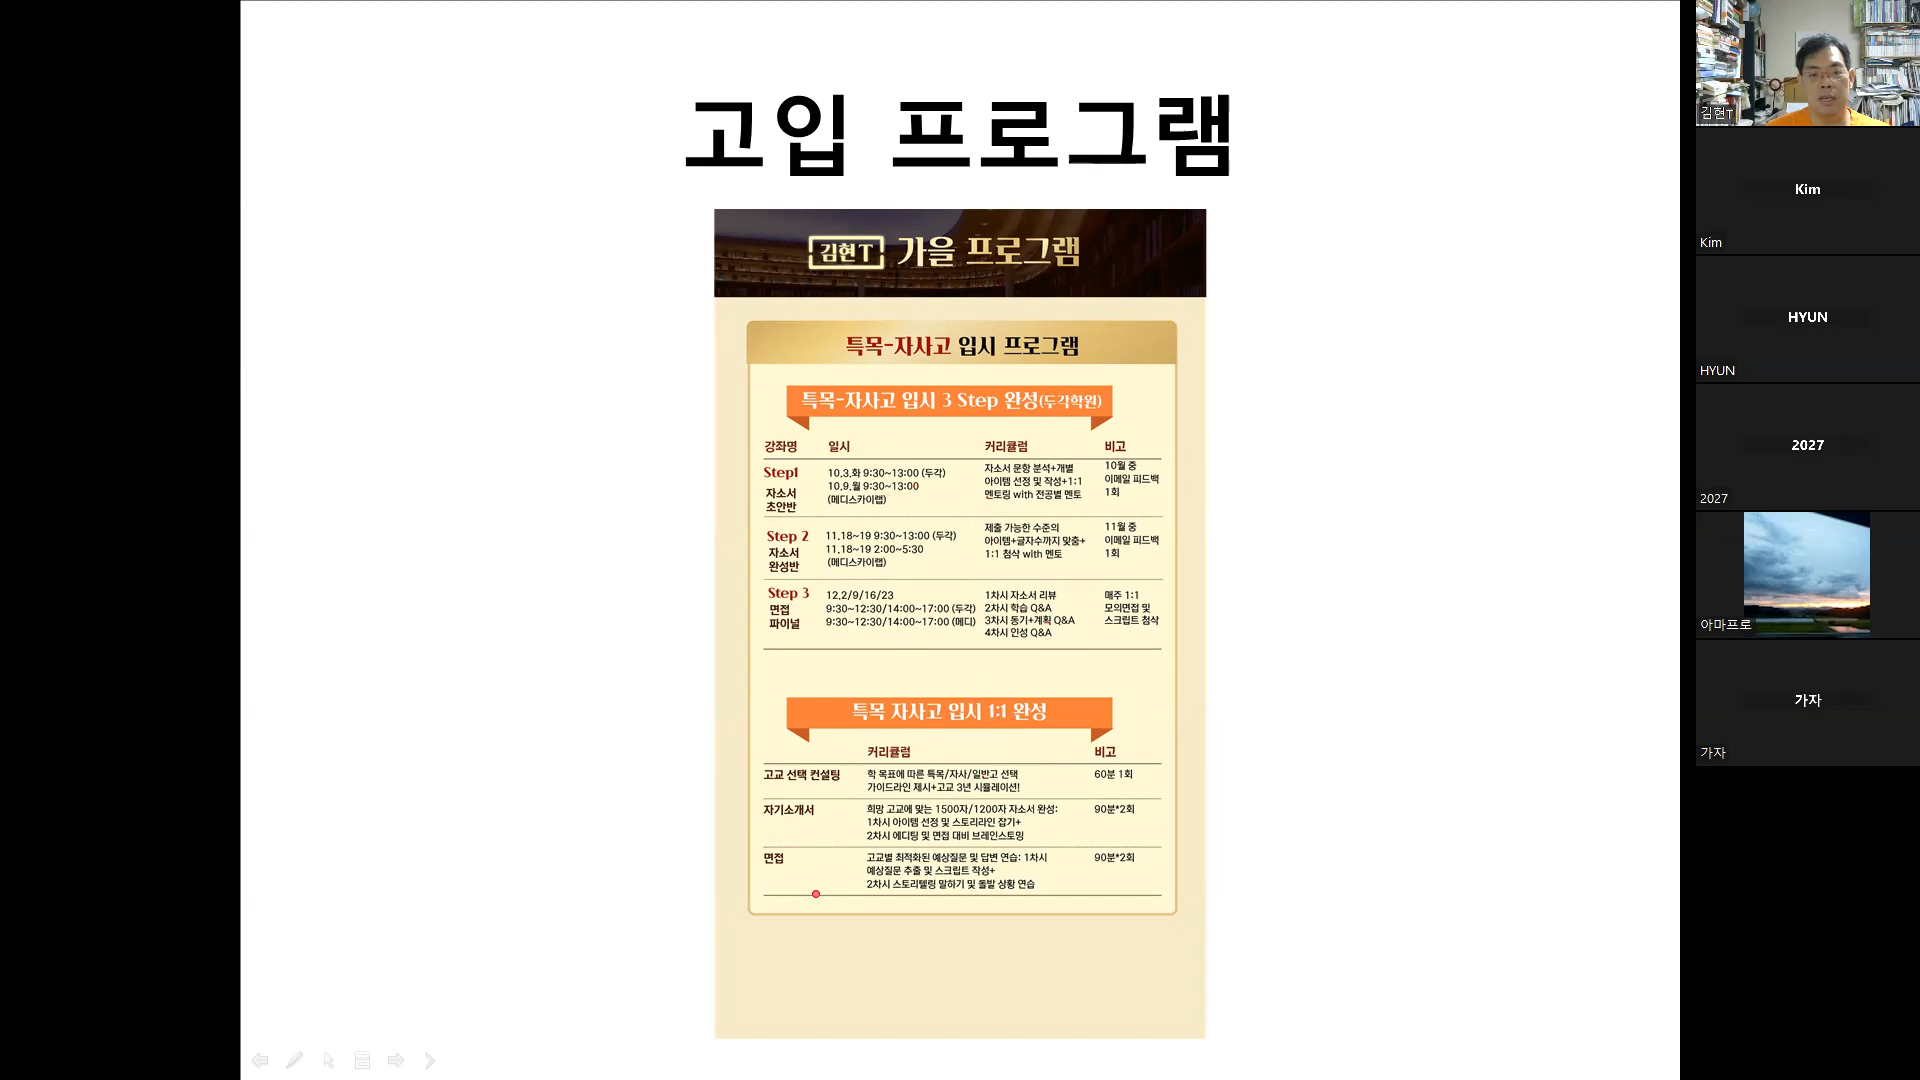 고입 프로그램
김현T 가을 프로그램
특목-자사고 입시 프로그램
특목-자사고 입시 3 Step 완성(두각학원)
강좌명 일시 커리큘럼 비고
Step1
자소서
초안반
10.3.화 9:30~13:00 (두각)
10.9.월 9:30~13:00
(메디스카이랩)
자소서 문항 분석+개별
아이템 선정 및 작성+1:1
멘토링 with 전공별 멘토
10월 중
이메일 피드백
1회
Step 2
자소서
완성반
11.18~19 9:30~13:00 (두각)
11.18~19 2:00~5:30
(메디스카이랩)
제출 가능한 수준의
아이템+글자수까지 맞춤+
1:1 첨삭 with 멘토
11월 중
이메일 피드백
1회
Step 3
면접
파이널
12.2/9/16/23
9:30~12:30/14:00~17:00 (두각)
9:30~12:30/14:00~17:00 (메디)
1차시 자소서 리뷰
2차시 학습 Q&A
3차시 동기+계획 Q&A
4차시 인성 Q&A
매주 1:1
모의면접 및
스크립트 첨삭
특목 자사고 입시 1:1 완성
커리큘럼 비고
고교 선택 컨설팅
학 목표에 따른 특목/자사/일반고 선택
가이드라인 제시+고교 3년 시뮬레이션!
60분 1회
자기소개서
희망 고교에 맞는 1500자/1200자 자소서 완성:
1차시 아이템 선정 및 스토리라인 잡기+
2차시 에디팅 및 면접 대비 브레인스토밍
90분*2회
면접
고교별 최적화된 예상질문 및 답변 연습: 1차시
예상질문 추출 및 스크립트 작성+
2차시 스토리텔링 말하기 및 돌발 상황 연습
90분*2회
김현T
Kim
Kim
HYUN
HYUN
2027
2027
아마프로
가자
가자